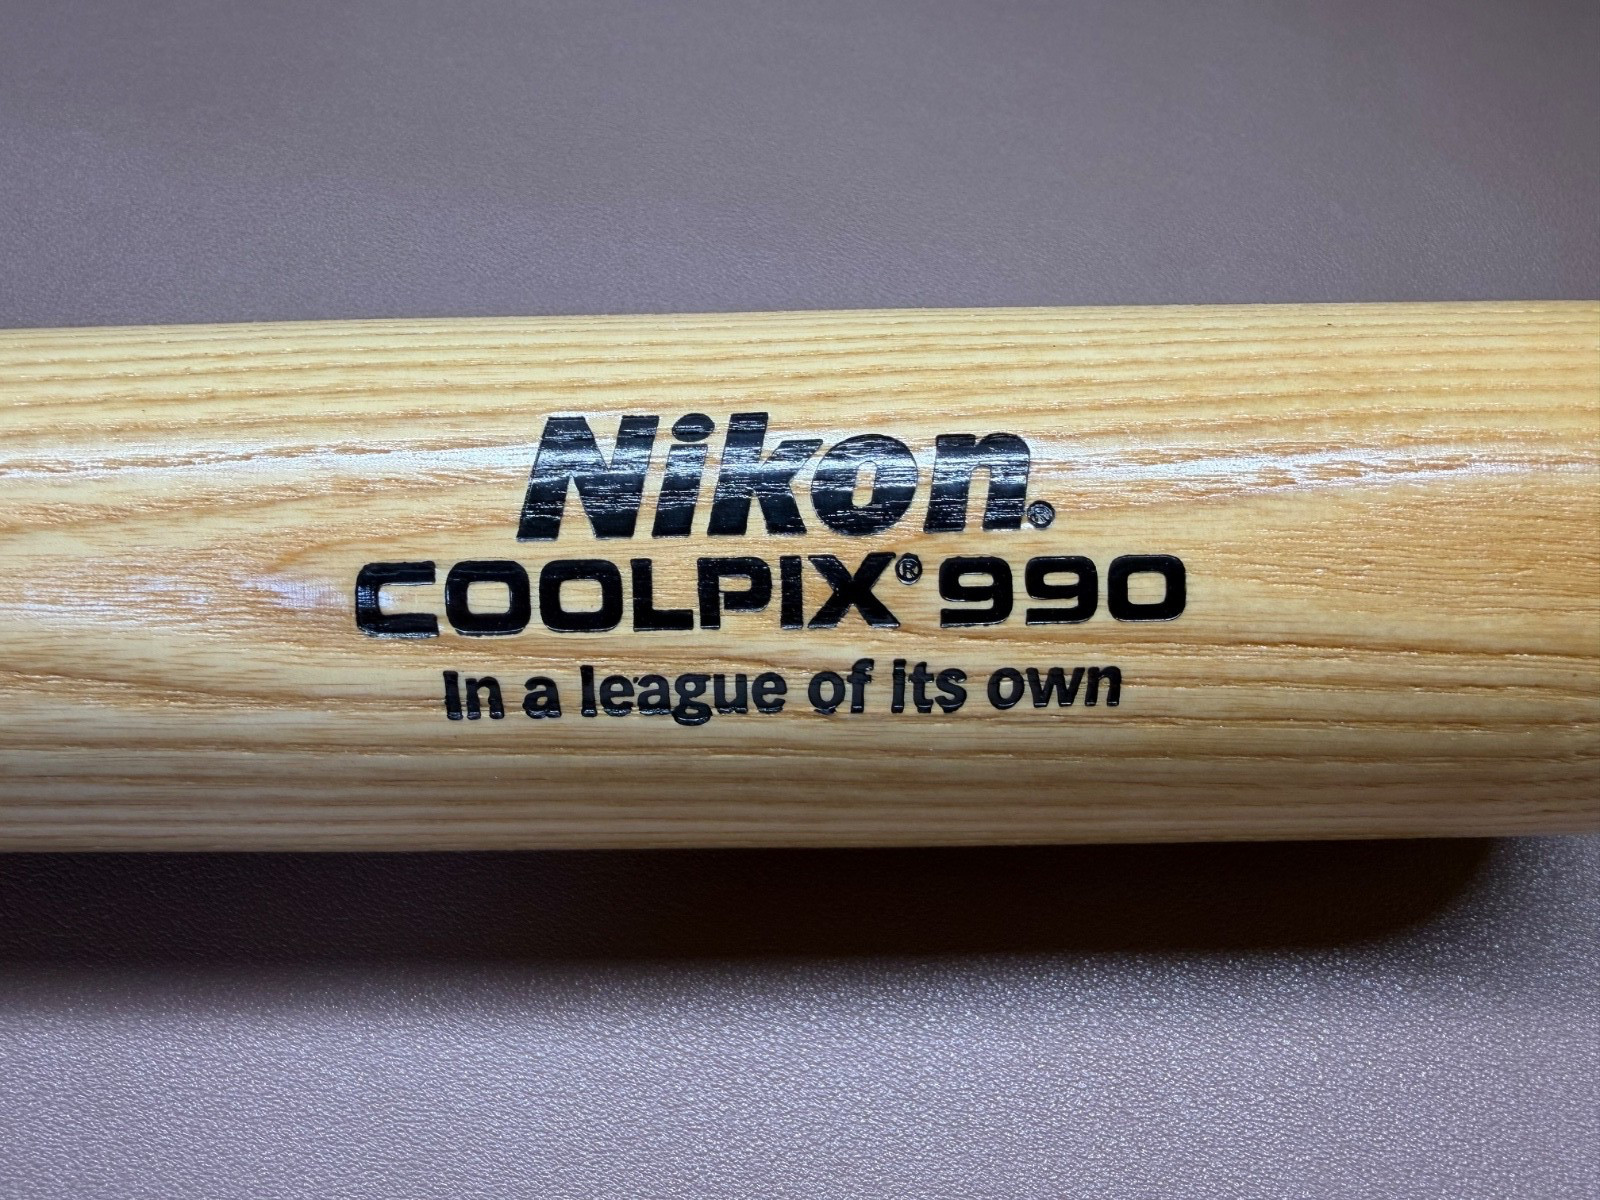 Nikon®
COOLPIX® 990
In a league of its own